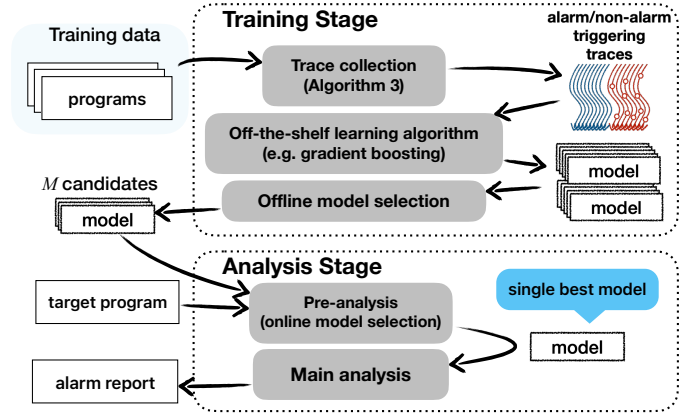 Training Stage
Training data
programs
Trace collection
(Algorithm 3)
alarm/non-alarm
triggering
traces
Off-the-shelf learning algorithm
(e.g. gradient boosting)
model
model
Offline model selection
M candidates
model
Analysis Stage
target program
Pre-analysis
(online model selection)
single best model
model
Main analysis
alarm report